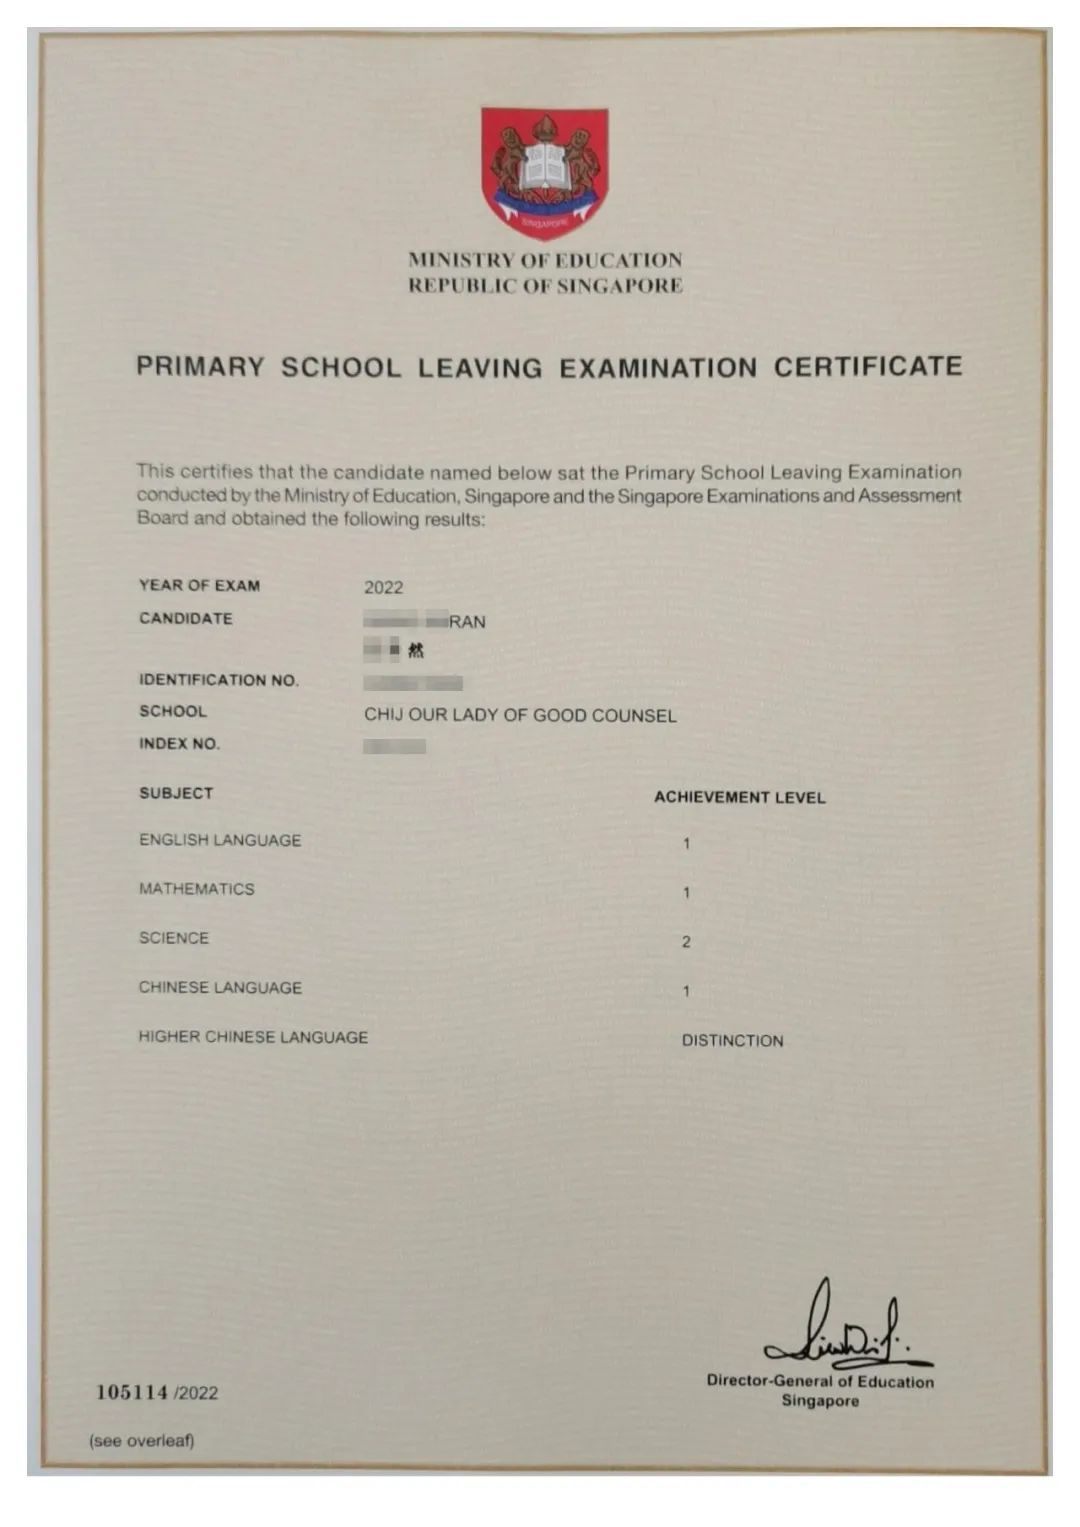 SINGAPORE
MINISTRY OF EDUCATION
REPUBLIC OF SINGAPORE
PRIMARY SCHOOL LEAVING EXAMINATION CERTIFICATE
This certifies that the candidate named below sat the Primary School Leaving Examination
conducted by the Ministry of Education, Singapore and the Singapore Examinations and Assessment
Board and obtained the following results:
YEAR OF EXAM 2022
CANDIDATE RAN
然
IDENTIFICATION NO.
SCHOOL CHIJ OUR LADY OF GOOD COUNSEL
INDEX NO.
SUBJECT ACHIEVEMENT LEVEL
ENGLISH LANGUAGE 1
MATHEMATICS 1
SCIENCE 2
CHINESE LANGUAGE 1
HIGHER CHINESE LANGUAGE DISTINCTION
Director-General of Education
Singapore
105114 /2022
(see overleaf)